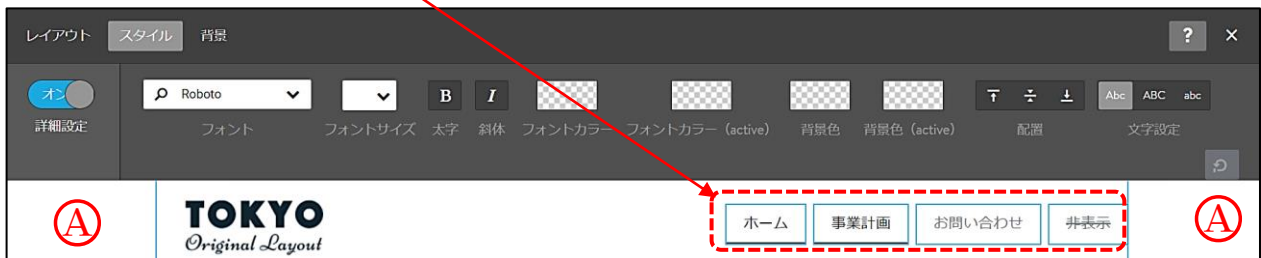 レイアウト スタイル 背景 ? ×
オン Roboto B I Abc ABC abc
詳細設定 フォント フォントサイズ 太字 斜体 フォントカラー フォントカラー (active) 背景色 背景色 (active) 配置 文字設定
A TOKYO ホーム 事業計画 お問い合わせ 非表示 A
Original Layout